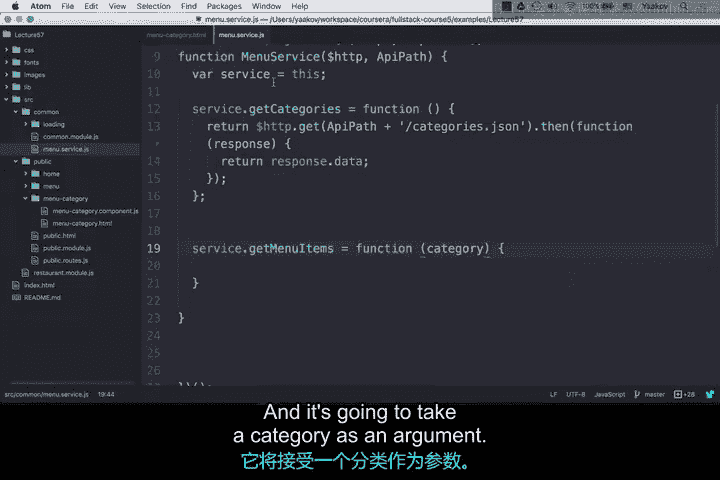 Atom File Edit View Selection Find Packages Window Help
menu.service.js — /Users/yaakov/workspace/coursera/fullstack-course5/examples/Lecture57
Lecture57
css
fonts
images
lib
src
common
loading
common.module.js
menu.service.js
public
home
menu
menu-category
menu-category.component.js
menu-category.html
public.html
public.module.js
public.routes.js
restaurant.module.js
index.html
README.md
menu-category.html menu.service.js
9 function MenuService($http, ApiPath) {
10 var service = this;
11
12 service.getCategories = function () {
13 return $http.get(ApiPath + '/categories.json').then(function
(response) {
14 return response.data;
15 });
16 };
17
18
19 service.getMenuItems = function (category) {
20
21 }
22
23 }
24
25
26
})();
src/common/menu.service.js 19:44 LF UTF-8 JavaScript master +26
And it's going to take
a category as an argument.
它将接受一个分类作为参数。